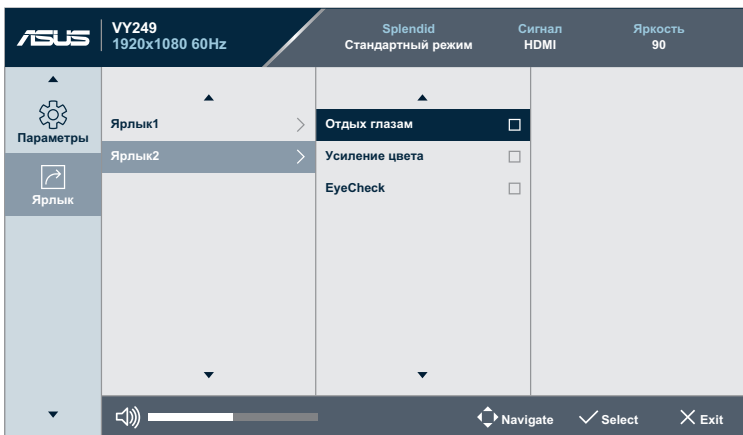 ASUS
VY249
1920x1080 60Hz
Splendid
Стандартный режим
Сигнал
HDMI
Яркость
90
Параметры
Ярлык
Ярлык1
Ярлык2
Отдых глазам
Усиление цвета
EyeCheck
Navigate
Select
Exit